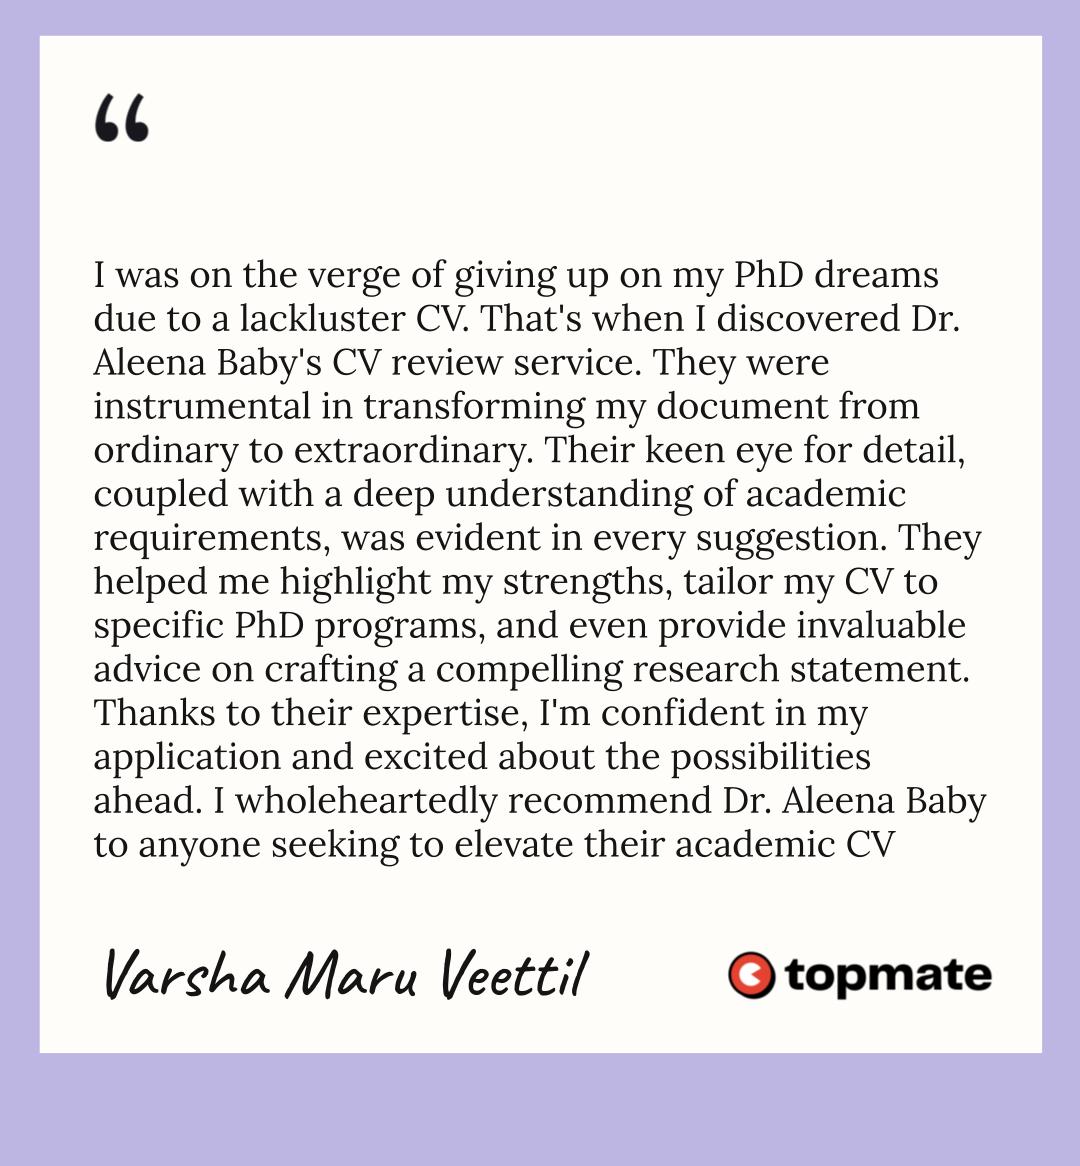 “
I was on the verge of giving up on my PhD dreams
due to a lackluster CV. That's when I discovered Dr.
Aleena Baby's CV review service. They were
instrumental in transforming my document from
ordinary to extraordinary. Their keen eye for detail,
coupled with a deep understanding of academic
requirements, was evident in every suggestion. They
helped me highlight my strengths, tailor my CV to
specific PhD programs, and even provide invaluable
advice on crafting a compelling research statement.
Thanks to their expertise, I'm confident in my
application and excited about the possibilities
ahead. I wholeheartedly recommend Dr. Aleena Baby
to anyone seeking to elevate their academic CV
Varsha Maru Veettil
topmate